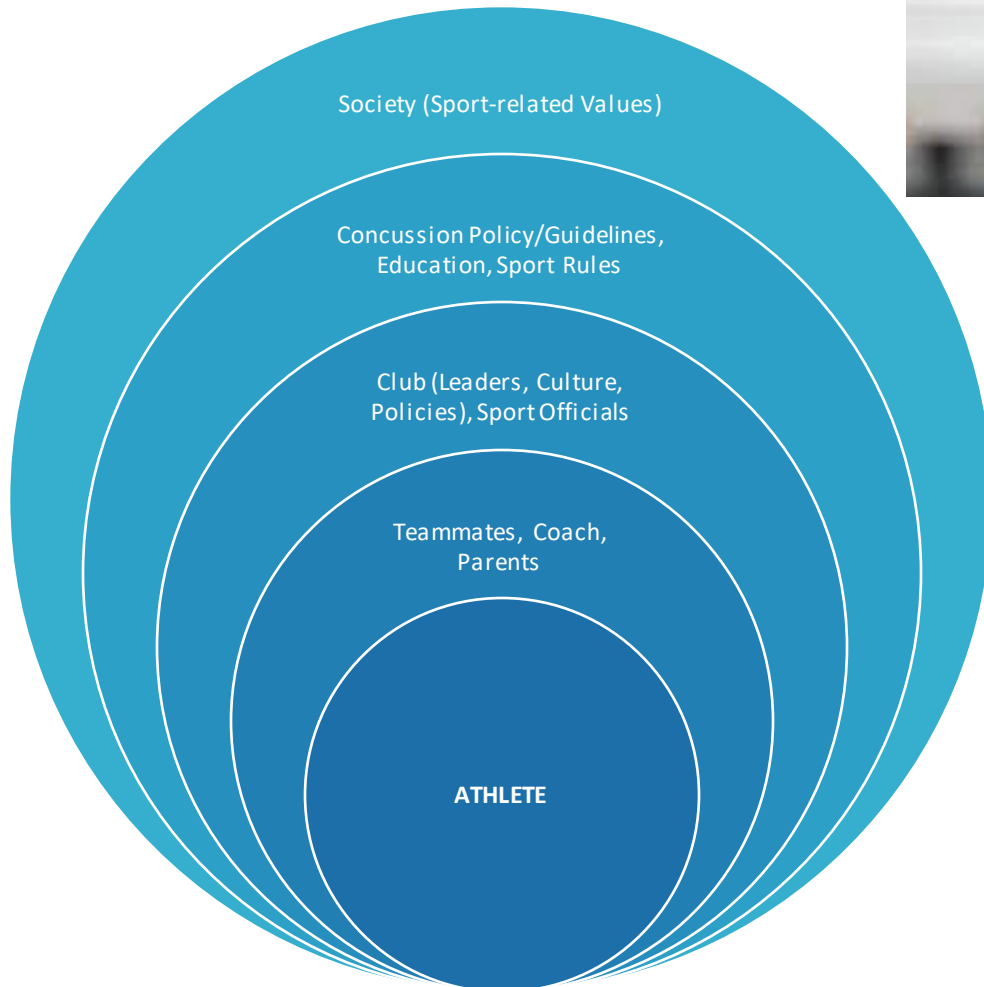 Society (Sport-related Values)
Concussion Policy/Guidelines,
Education, Sport Rules
Club (Leaders, Culture,
Policies), Sport Officials
Teammates, Coach,
Parents
ATHLETE